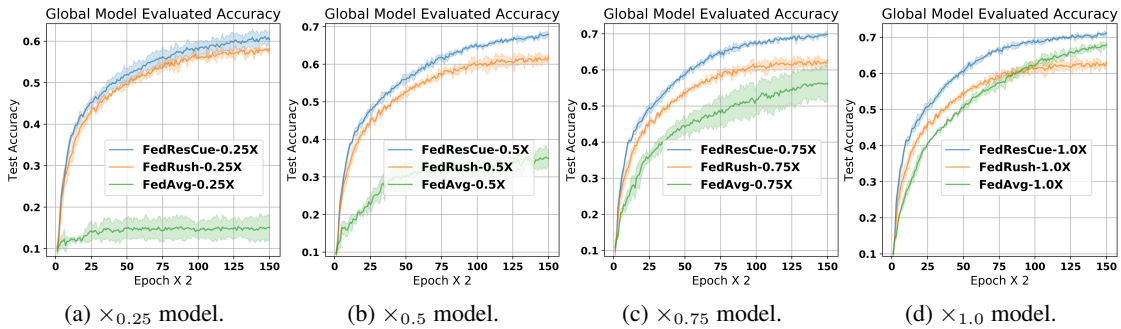 Global Model Evaluated Accuracy
Test Accuracy
0.6
0.5
0.4
0.3
0.2
0.1
FedResCue-0.25X
FedRush-0.25X
FedAvg-0.25X
0 25 50 75 100 125 150
Epoch X 2
(a) ×0.25 model.
Global Model Evaluated Accuracy
Test Accuracy
0.7
0.6
0.5
0.4
0.3
0.2
0.1
FedResCue-0.5X
FedRush-0.5X
FedAvg-0.5X
0 25 50 75 100 125 150
Epoch X 2
(b) ×0.5 model.
Global Model Evaluated Accuracy
Test Accuracy
0.7
0.6
0.5
0.4
0.3
0.2
0.1
FedResCue-0.75X
FedRush-0.75X
FedAvg-0.75X
0 25 50 75 100 125 150
Epoch X 2
(c) ×0.75 model.
Global Model Evaluated Accuracy
Test Accuracy
0.7
0.6
0.5
0.4
0.3
0.2
0.1
FedResCue-1.0X
FedRush-1.0X
FedAvg-1.0X
0 25 50 75 100 125 150
Epoch X 2
(d) ×1.0 model.